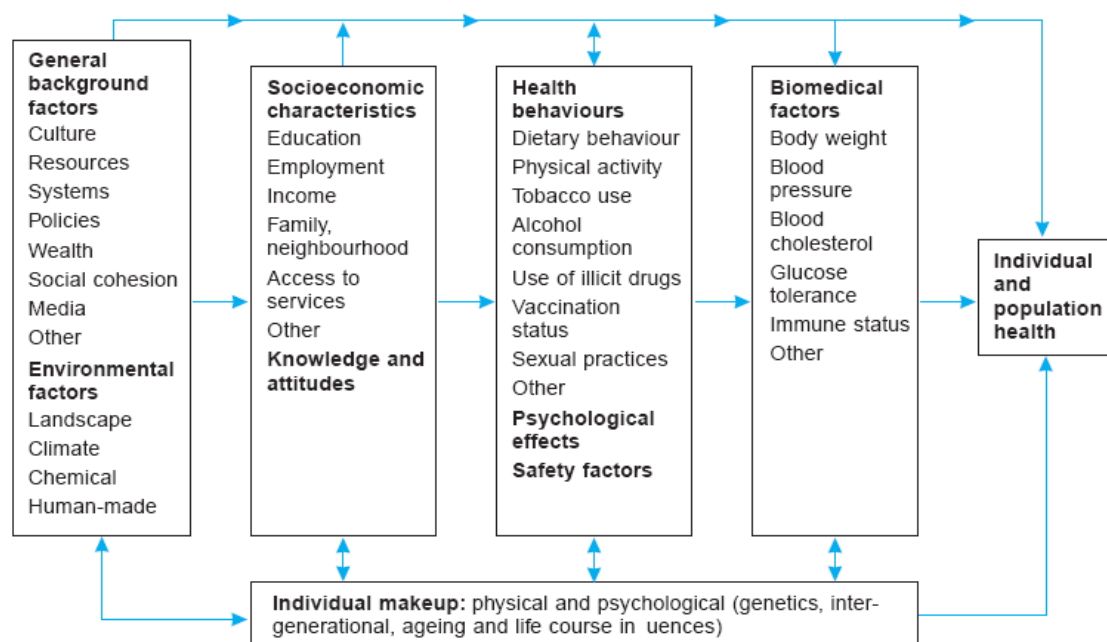 General
background
factors
Culture
Resources
Systems
Policies
Wealth
Social cohesion
Media
Other
Environmental
factors
Landscape
Climate
Chemical
Human-made
Socioeconomic
characteristics
Education
Employment
Income
Family,
neighbourhood
Access to
services
Other
Knowledge and
attitudes
Health
behaviours
Dietary behaviour
Physical activity
Tobacco use
Alcohol
consumption
Use of illicit drugs
Vaccination
status
Sexual practices
Other
Psychological
effects
Safety factors
Biomedical
factors
Body weight
Blood
pressure
Blood
cholesterol
Glucose
tolerance
Immune status
Other
Individual
and
population
health
Individual makeup: physical and psychological (genetics, inter-
generational, ageing and life course in uences)